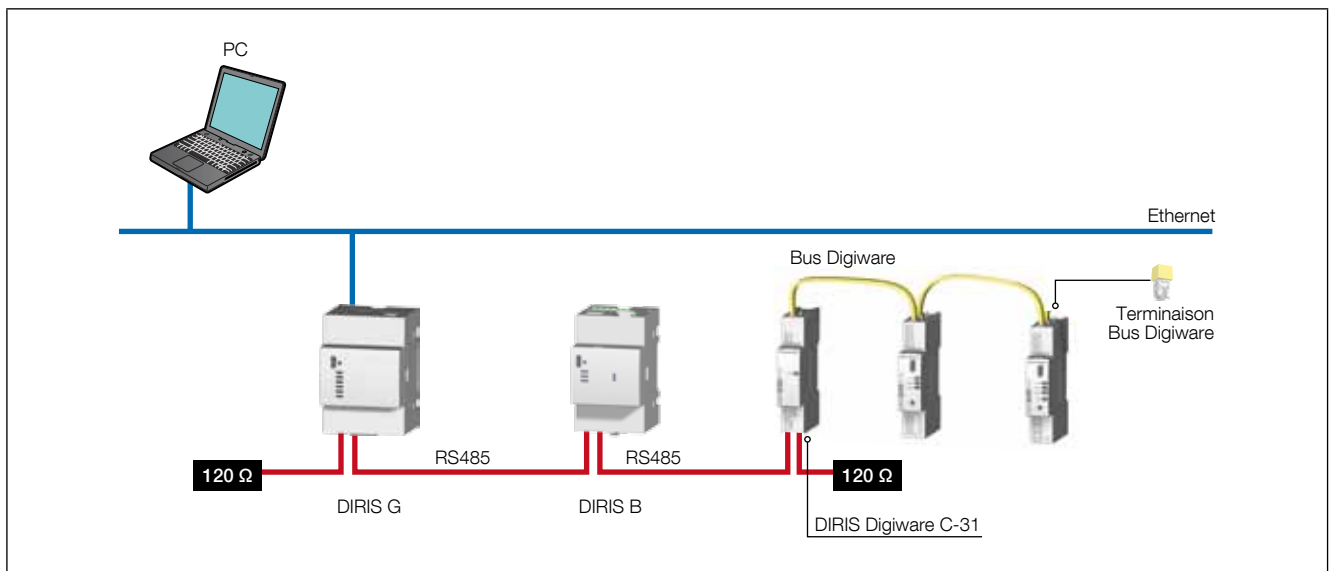 PC
Ethernet
Bus Digiware
Terminaison
Bus Digiware
RS485
RS485
120 Ω
120 Ω
DIRIS G
DIRIS B
DIRIS Digiware C-31